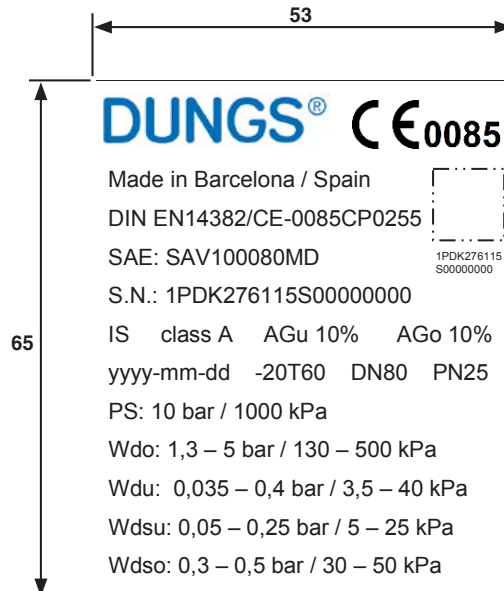 53
DUNGS® CE0085
Made in Barcelona / Spain
DIN EN14382/CE-0085CP0255
SAE: SAV100080MD
1PDK276115
S00000000
S.N.: 1PDK276115S00000000
IS class A AGu 10% AGo 10%
65
yyyy-mm-dd -20T60 DN80 PN25
PS: 10 bar / 1000 kPa
Wdo: 1,3 – 5 bar / 130 – 500 kPa
Wdu: 0,035 – 0,4 bar / 3,5 – 40 kPa
Wdsu: 0,05 – 0,25 bar / 5 – 25 kPa
Wdso: 0,3 – 0,5 bar / 30 – 50 kPa